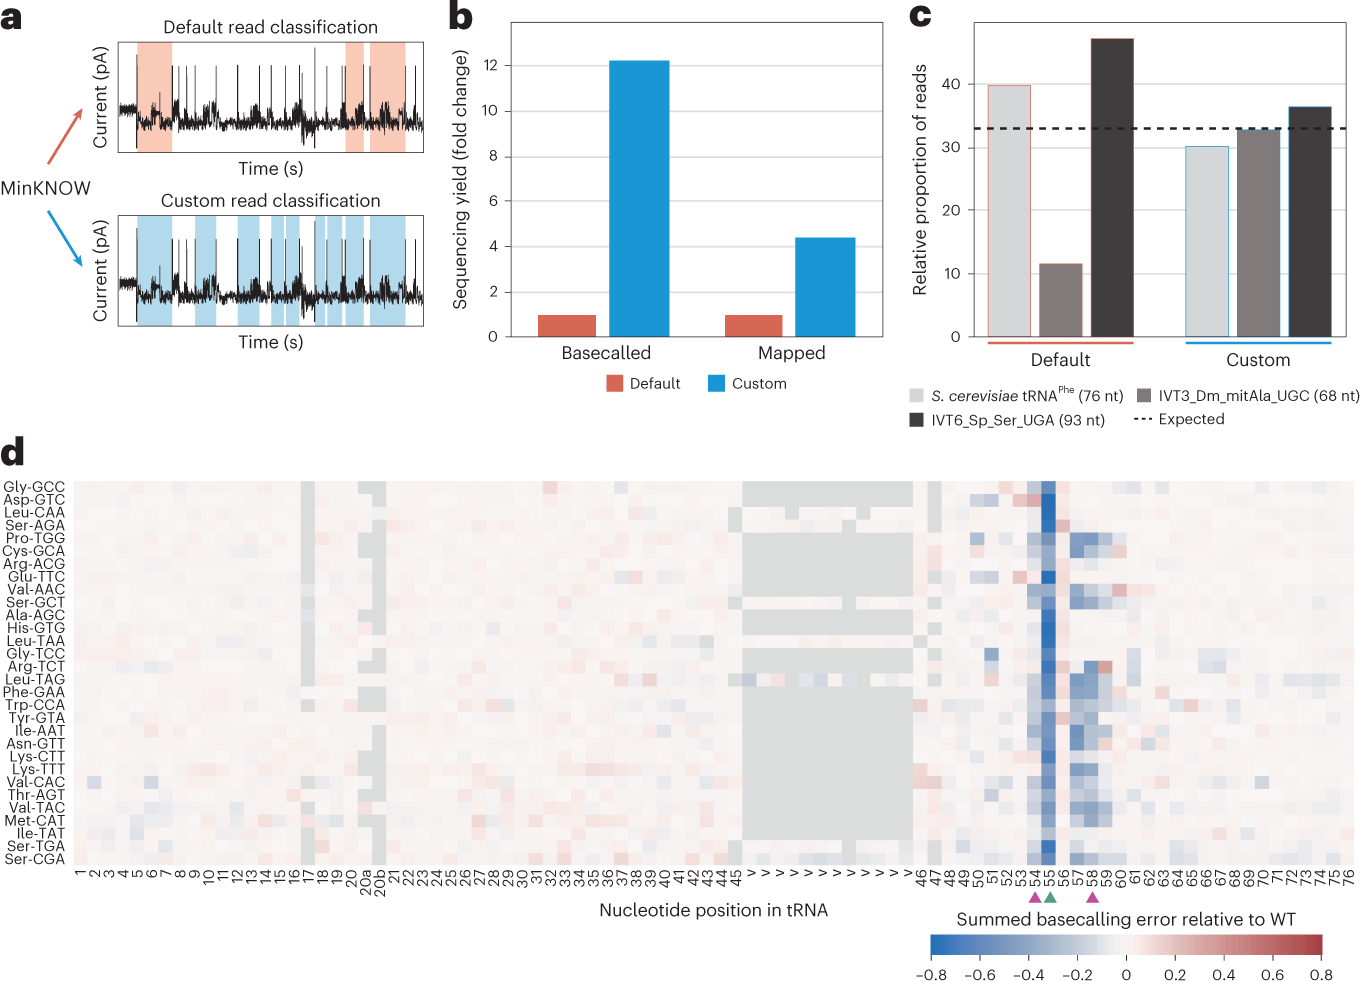 a
Default read classification
Current (pA)
Time (s)
MinKNOW
Custom read classification
Current (pA)
Time (s)
b
Sequencing yield (fold change)
12
10
8
6
4
2
0
Basecalled
Mapped
Default
Custom
c
Relative proportion of reads
40
30
20
10
0
Default
Custom
S. cerevisiae tRNAPhe (76 nt)
IVT3_Dm_mitAla_UGC (68 nt)
IVT6_Sp_Ser_UGA (93 nt)
Expected
d
Gly-GCC
Asp-GTC
Leu-CAA
Ser-AGA
Pro-TGG
Cys-GCA
Arg-ACG
Glu-TTC
Val-AAC
Ser-GCT
Ala-AGC
His-GTG
Leu-TAA
Gly-TCC
Arg-TCT
Leu-TAG
Phe-GAA
Trp-CCA
Tyr-GTA
Ile-AAT
Asn-GTT
Lys-CTT
Lys-TTT
Val-CAC
Thr-AGT
Val-TAC
Met-CAT
Ile-TAT
Ser-TGA
Ser-CGA
1 2 3 4 5 6 7 8 9 10 11 12 13 14 15 16 17 18 19 20 20a 20b 21 22 23 24 25 26 27 28 29 30 31 32 33 34 35 36 37 38 39 40 41 42 43 44 45 v v v v v v v v v v v v 46 47 48 49 50 51 52 53 54 55 56 57 58 59 60 61 62 63 64 65 66 67 68 69 70 71 72 73 74 75 76
Nucleotide position in tRNA
Summed basecalling error relative to WT
−0.8 −0.6 −0.4 −0.2 0 0.2 0.4 0.6 0.8